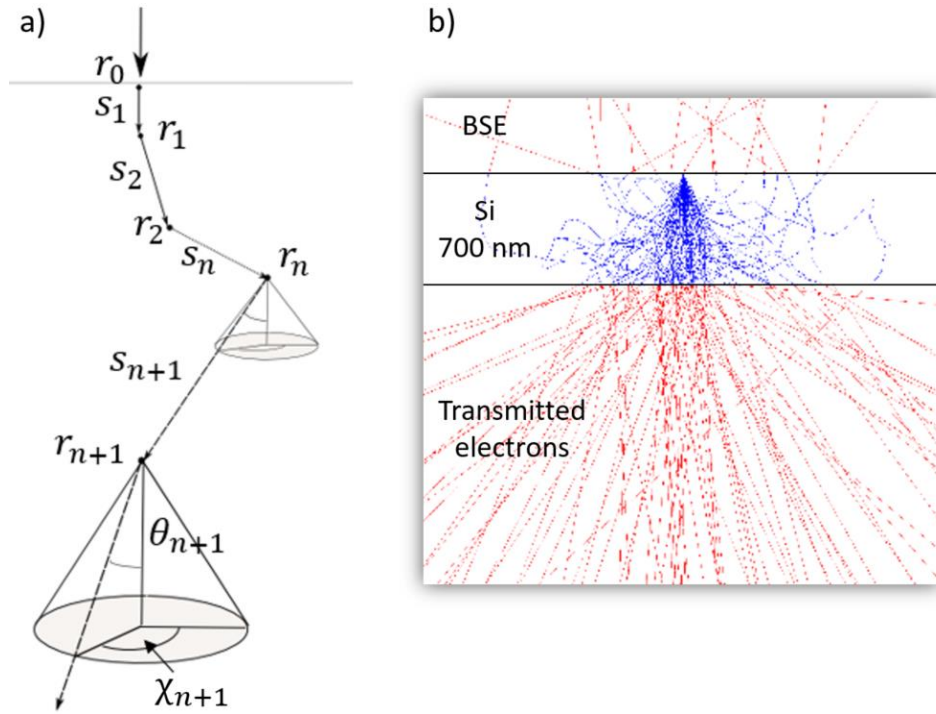 a)
r₀
s₁
r₁
s₂
r₂
sₙ
rₙ
sₙ₊₁
rₙ₊₁
θₙ₊₁
χₙ₊₁
b)
BSE
Si
700 nm
Transmitted
electrons